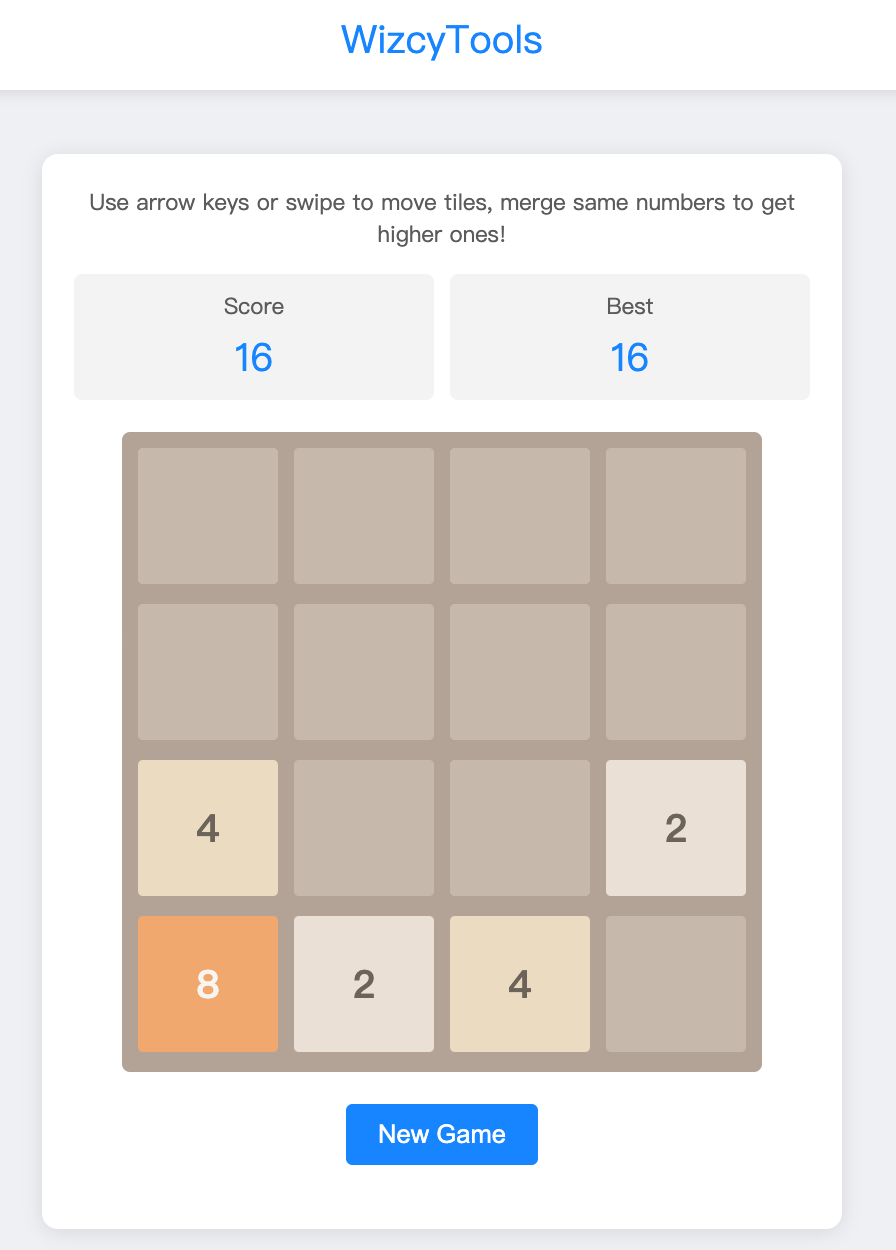 WizcyTools
Use arrow keys or swipe to move tiles, merge same numbers to get
higher ones!
Score
16
Best
16
4 2
8 2 4
New Game